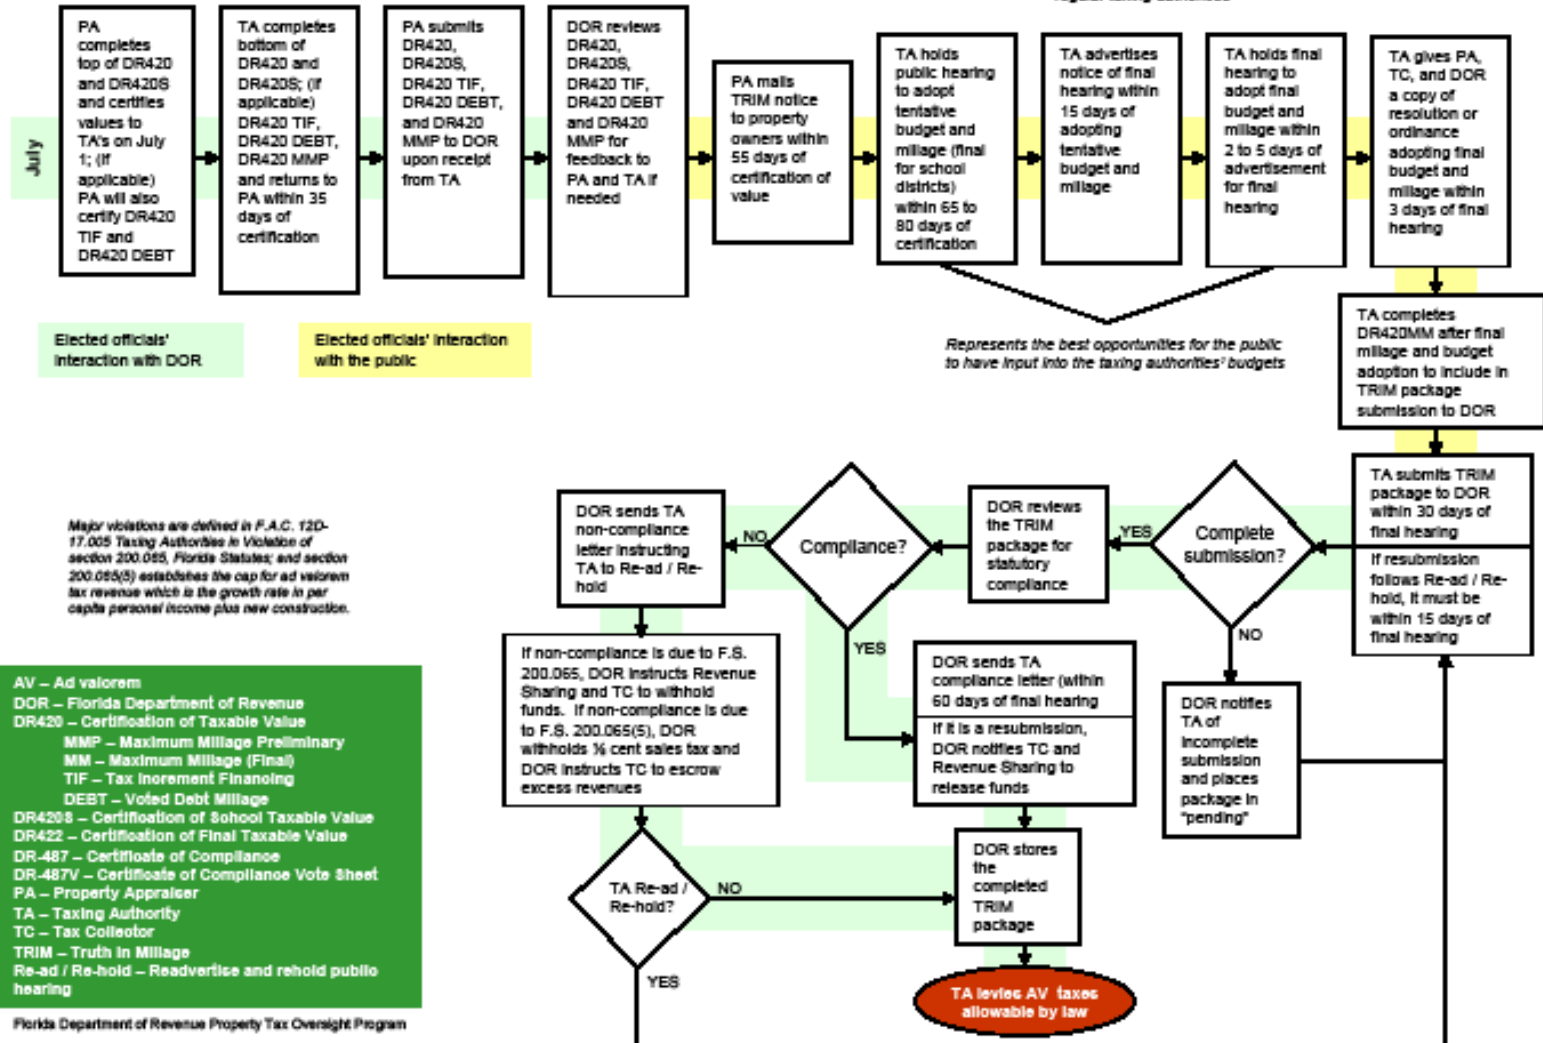 regular taxing authorities
PA
completes
top of DR420
and DR420S
and certifies
values to
TA's on July
1; (if
applicable)
PA will also
certify DR420
TIF and
DR420 DEBT
TA completes
bottom of
DR420 and
DR420S; (if
applicable)
DR420 TIF,
DR420 DEBT,
DR420 MMP
and returns to
PA within 35
days of
certification
PA submits
DR420,
DR420S,
DR420 TIF,
DR420 DEBT,
and DR420
MMP to DOR
upon receipt
from TA
DOR reviews
DR420,
DR420S,
DR420 TIF,
DR420 DEBT
and DR420
MMP for
feedback to
PA and TA if
needed
PA mails
TRIM notice
to property
owners within
55 days of
certification of
value
TA holds
public hearing
to adopt
tentative
budget and
millage (final
for school
districts)
within 65 to
80 days of
certification
TA advertises
notice of final
hearing within
15 days of
adopting
tentative
budget and
millage
TA holds final
hearing to
adopt final
budget and
millage within
2 to 5 days of
advertisement
for final
hearing
TA gives PA,
TC, and DOR
a copy of
resolution or
ordinance
adopting final
budget and
millage within
3 days of final
hearing
July
Elected officials'
interaction with DOR
Elected officials' interaction
with the public
Represents the best opportunities for the public
to have input into the taxing authorities' budgets
TA completes
DR420MM after final
millage and budget
adoption to include in
TRIM package
submission to DOR
TA submits TRIM
package to DOR
within 30 days of
final hearing
If resubmission
follows Re-ad / Re-
hold, it must be
within 15 days of
final hearing
Complete
submission?
YES
NO
DOR reviews
the TRIM
package for
statutory
compliance
Compliance?
NO
YES
DOR sends TA
non-compliance
letter instructing
TA to Re-ad / Re-
hold
Major violations are defined in F.A.C. 12D-
17.005 Taxing Authorities in Violation of
section 200.065, Florida Statutes; and section
200.065(5) establishes the cap for ad valorem
tax revenue which is the growth rate in per
capita personal income plus new construction.
If non-compliance is due to F.S.
200.065, DOR instructs Revenue
Sharing and TC to withhold
funds. If non-compliance is due
to F.S. 200.065(5), DOR
withholds ½ cent sales tax and
DOR instructs TC to escrow
excess revenues
DOR sends TA
compliance letter (within
60 days of final hearing
If it is a resubmission,
DOR notifies TC and
Revenue Sharing to
release funds
DOR notifies
TA of
incomplete
submission
and places
package in
"pending"
TA Re-ad /
Re-hold?
NO
YES
DOR stores
the
completed
TRIM
package
TA levies AV taxes
allowable by law
AV – Ad valorem
DOR – Florida Department of Revenue
DR420 – Certification of Taxable Value
MMP – Maximum Millage Preliminary
MM – Maximum Millage (Final)
TIF – Tax Increment Financing
DEBT – Voted Debt Millage
DR420S – Certification of School Taxable Value
DR422 – Certification of Final Taxable Value
DR-487 – Certificate of Compliance
DR-487V – Certificate of Compliance Vote Sheet
PA – Property Appraiser
TA – Taxing Authority
TC – Tax Collector
TRIM – Truth in Millage
Re-ad / Re-hold – Readvertise and rehold public
hearing
Florida Department of Revenue Property Tax Oversight Program